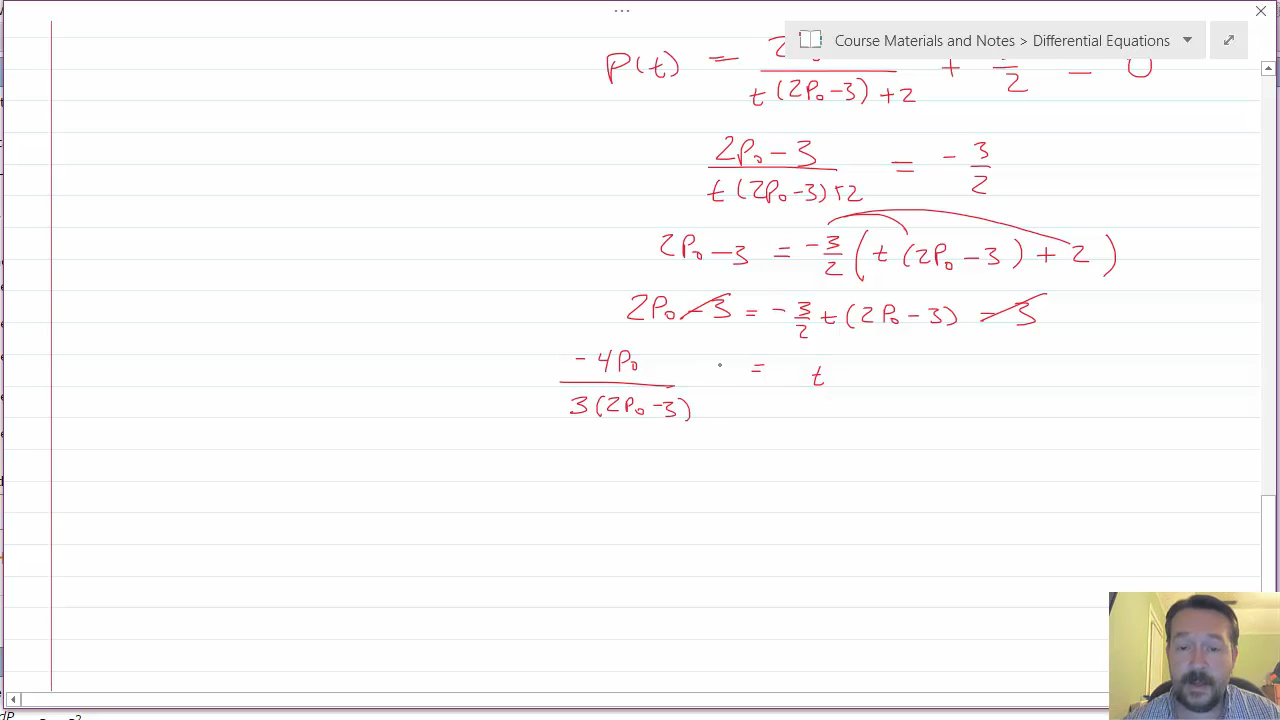 Course Materials and Notes > Differential Equations
P(t) = / t(2P₀-3)+2 + /2 = 0
2P₀-3 / t(2P₀-3)+2 = -3/2
2P₀-3 = -3/2 (t(2P₀-3)+2)
2P₀-3 = -3/2 t(2P₀-3) -3
-4P₀ / 3(2P₀-3) = t